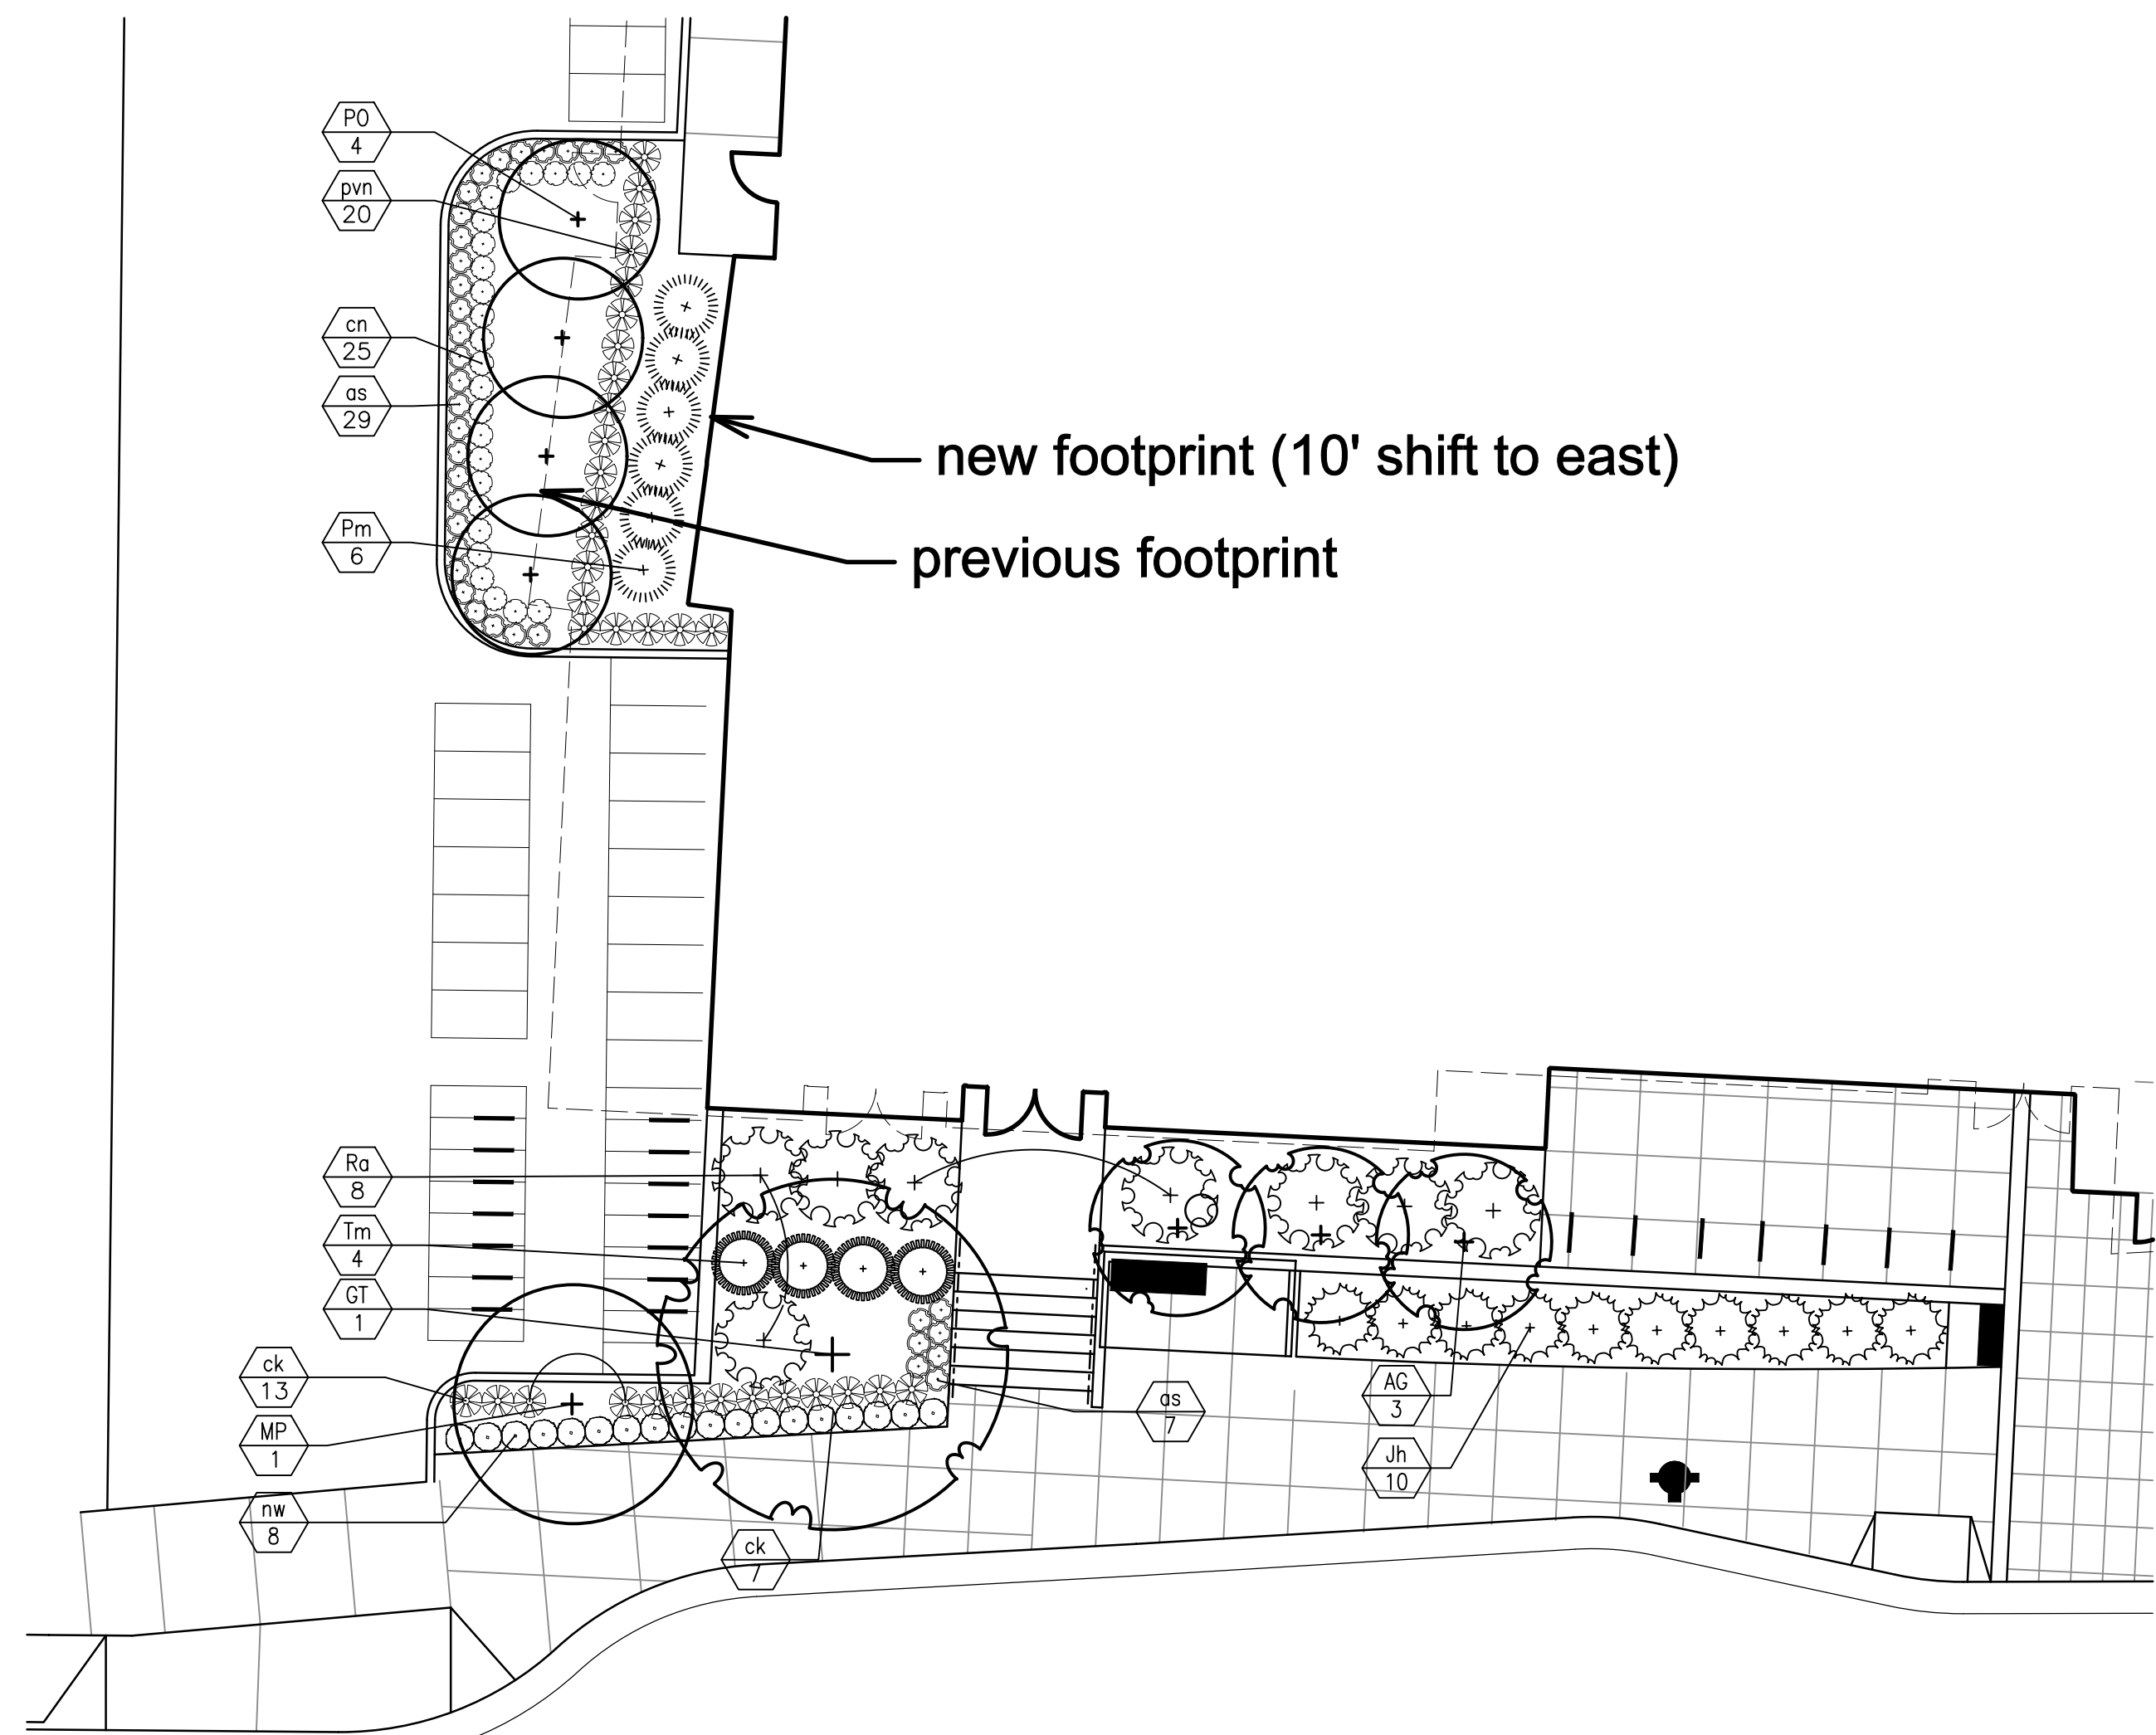 PO
4
pvn
20
cn
25
as
29
new footprint (10' shift to east)
previous footprint
Pm
6
Ra
8
Tm
4
GT
1
ck
13
MP
1
nw
8
ck
7
as
7
AG
3
Jh
10